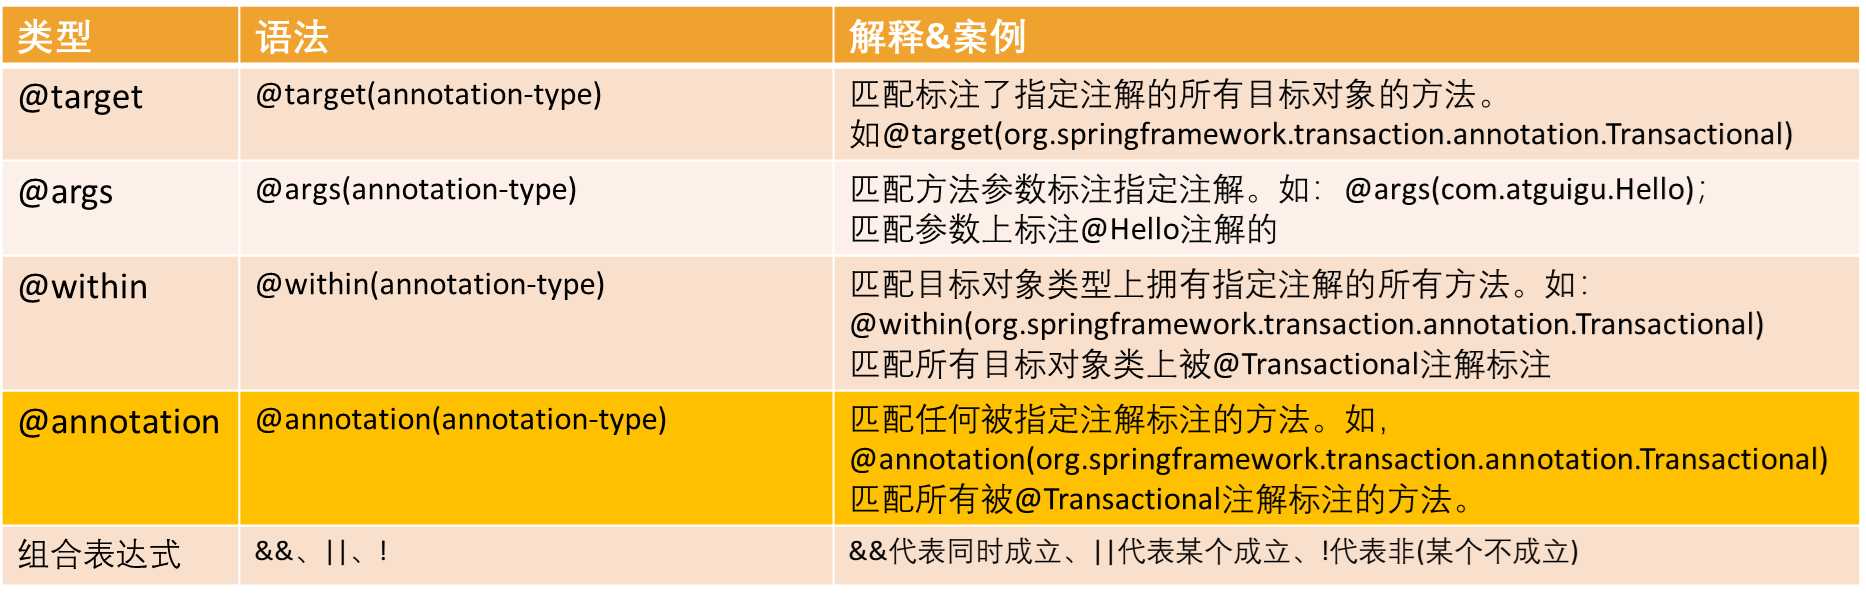 类型 语法 解释&案例
@target @target(annotation-type) 匹配标注了指定注解的所有目标对象的方法。
如@target(org.springframework.transaction.annotation.Transactional)
@args @args(annotation-type) 匹配方法参数标注指定注解。如：@args(com.atguigu.Hello)；
匹配参数上标注@Hello注解的
@within @within(annotation-type) 匹配目标对象类型上拥有指定注解的所有方法。如：
@within(org.springframework.transaction.annotation.Transactional)
匹配所有目标对象类上被@Transactional注解标注
@annotation @annotation(annotation-type) 匹配任何被指定注解标注的方法。如，
@annotation(org.springframework.transaction.annotation.Transactional)
匹配所有被@Transactional注解标注的方法。
组合表达式 &&、||、! &&代表同时成立、||代表某个成立、!代表非(某个不成立)